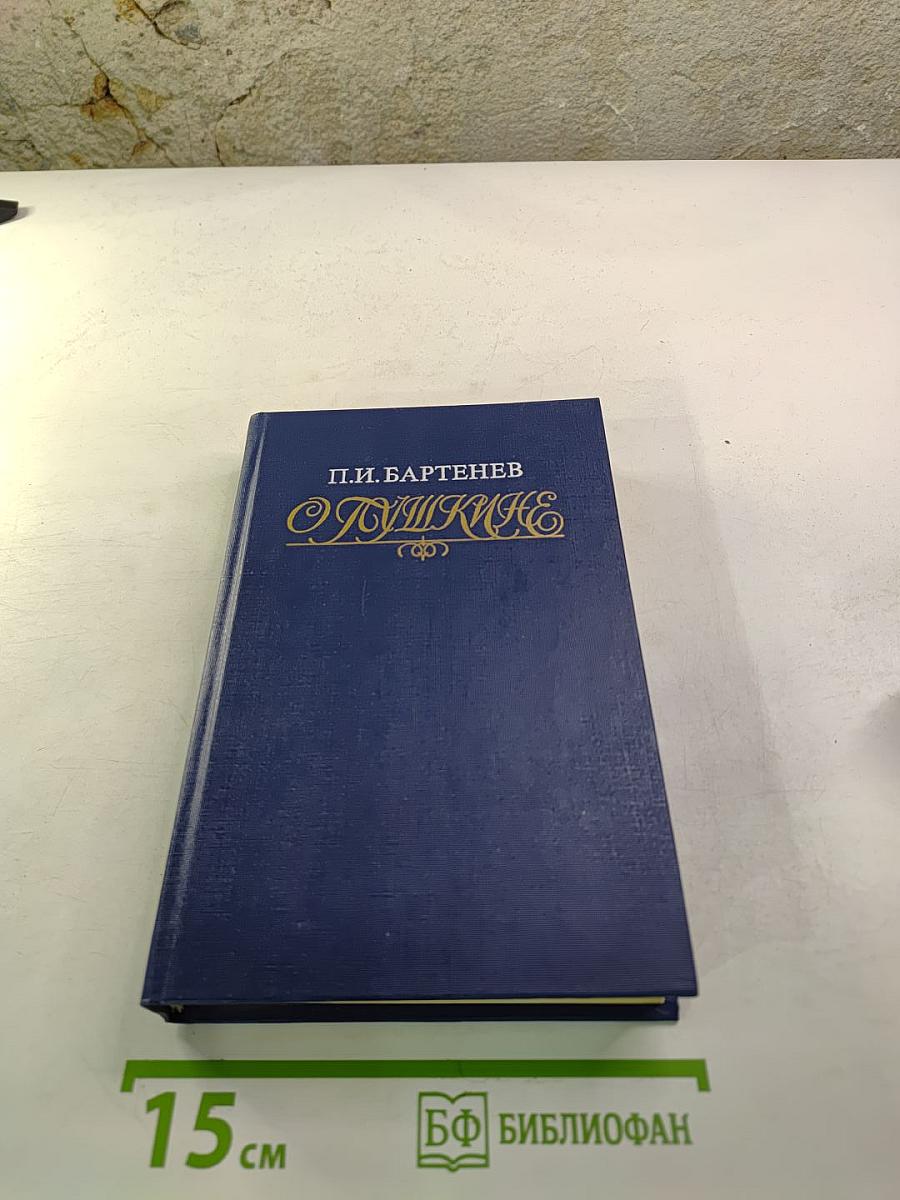 П.И. БАРТЕНЕВ
О ПУШКИНЕ
15 см
БФ БИБЛИОФАН